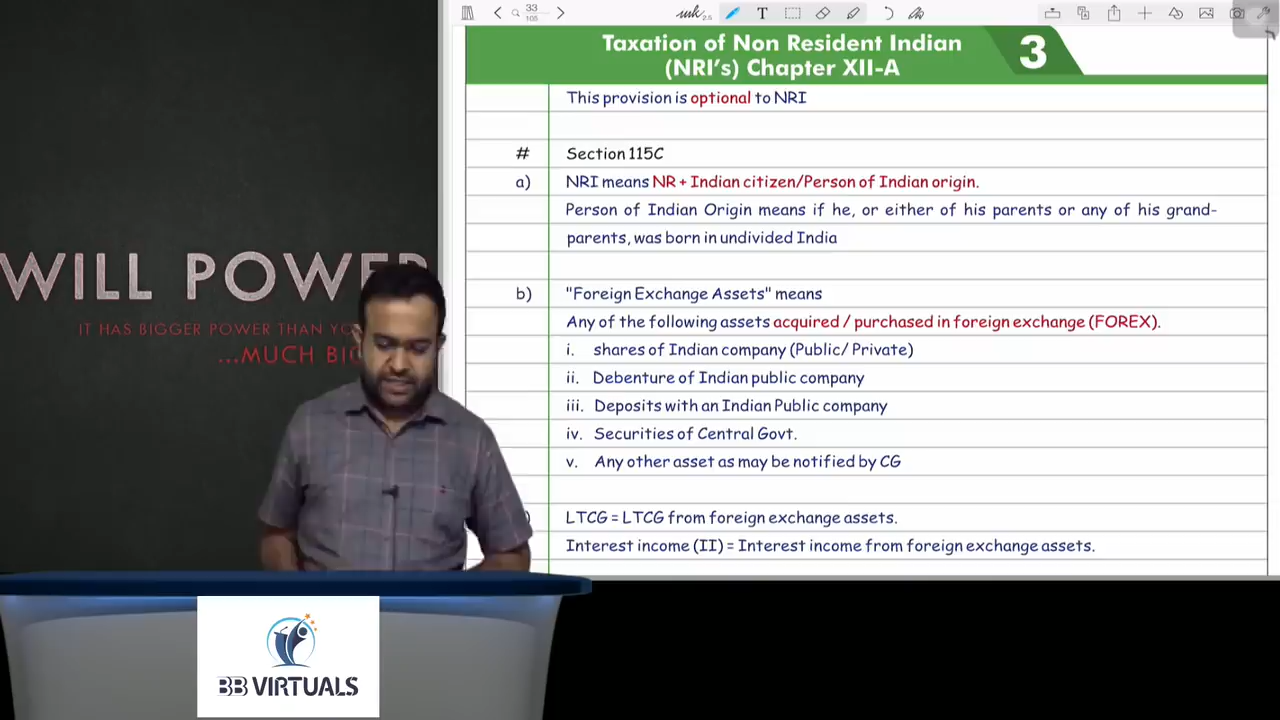 33
105
2.5
T
Taxation of Non Resident Indian
(NRI's) Chapter XII-A
3
This provision is optional to NRI
# Section 115C
a) NRI means NR + Indian citizen/Person of Indian origin.
Person of Indian Origin means if he, or either of his parents or any of his grand-
parents, was born in undivided India
b) "Foreign Exchange Assets" means
Any of the following assets acquired / purchased in foreign exchange (FOREX).
i. shares of Indian company (Public/ Private)
ii. Debenture of Indian public company
iii. Deposits with an Indian Public company
iv. Securities of Central Govt.
v. Any other asset as may be notified by CG
) LTCG = LTCG from foreign exchange assets.
Interest income (II) = Interest income from foreign exchange assets.
WILL POWER
IT HAS BIGGER POWER THAN YO
...MUCH BIG
BB VIRTUALS